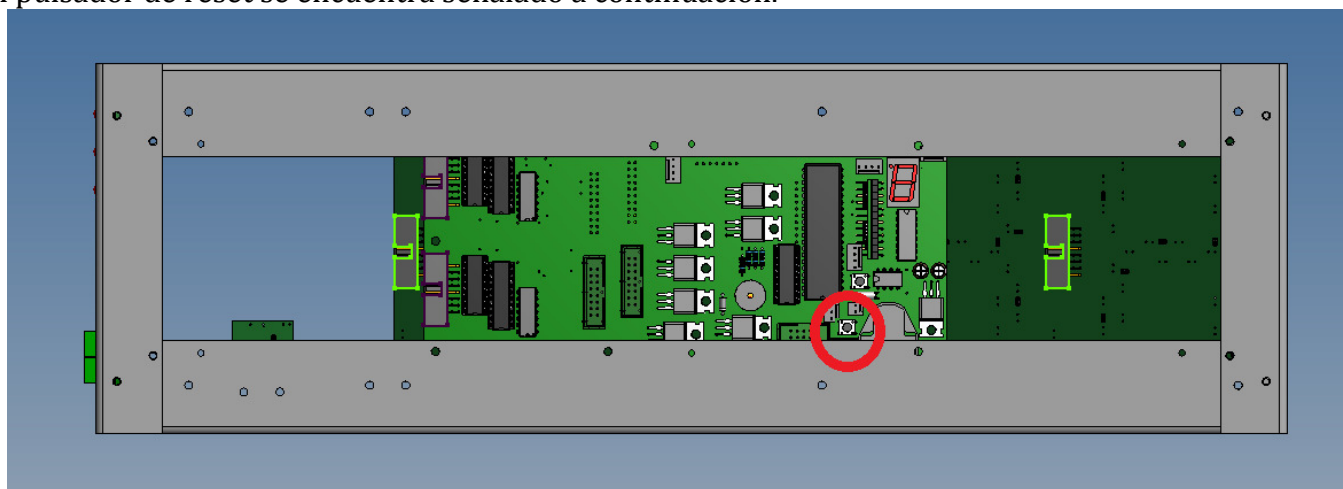 pulsador de reset se encuentra señalado a continuación.